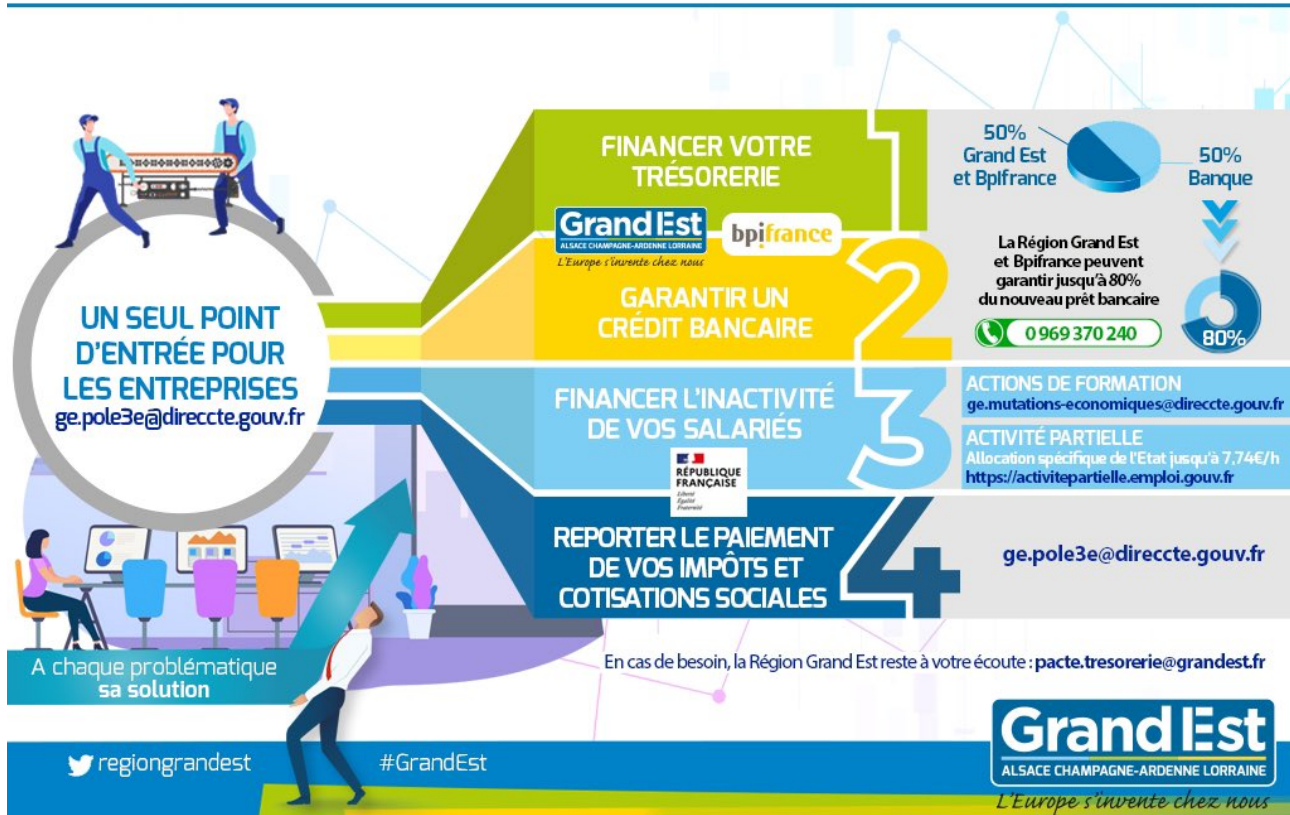 UN SEUL POINT
D'ENTRÉE POUR
LES ENTREPRISES
ge.pole3e@direccte.gouv.fr
A chaque problématique
sa solution
FINANCER VOTRE
TRÉSORERIE
1
Grand Est
ALSACE CHAMPAGNE-ARDENNE LORRAINE
L'Europe s'invente chez nous
bpifrance
GARANTIR UN
CRÉDIT BANCAIRE
2
50%
Grand Est
et BpIfrance
50%
Banque
La Région Grand Est
et Bpifrance peuvent
garantir jusqu'à 80%
du nouveau prêt bancaire
0 969 370 240
80%
FINANCER L'INACTIVITÉ
DE VOS SALARIÉS
RÉPUBLIQUE
FRANÇAISE
Liberté
Égalité
Fraternité
3
ACTIONS DE FORMATION
ge.mutations-economiques@direccte.gouv.fr
ACTIVITÉ PARTIELLE
Allocation spécifique de l'Etat jusqu'à 7,74€/h
https://activitepartielle.emploi.gouv.fr
REPORTER LE PAIEMENT
DE VOS IMPÔTS ET
COTISATIONS SOCIALES
4
ge.pole3e@direccte.gouv.fr
En cas de besoin, la Région Grand Est reste à votre écoute : pacte.tresorerie@grandest.fr
regiongrandest
#GrandEst
Grand Est
ALSACE CHAMPAGNE-ARDENNE LORRAINE
L'Europe s'invente chez nous